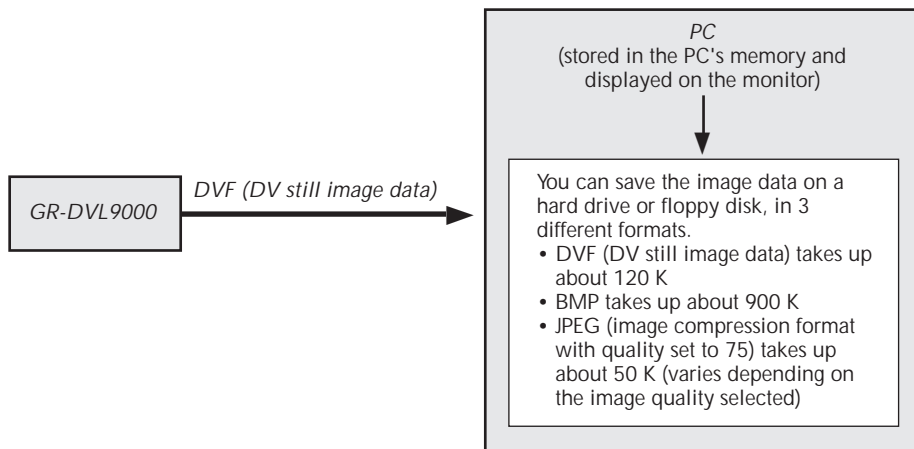 PC
(stored in the PC's memory and
displayed on the monitor)
GR-DVL9000
DVF (DV still image data)
You can save the image data on a
hard drive or floppy disk, in 3
different formats.
• DVF (DV still image data) takes up
about 120 K
• BMP takes up about 900 K
• JPEG (image compression format
with quality set to 75) takes up
about 50 K (varies depending on
the image quality selected)